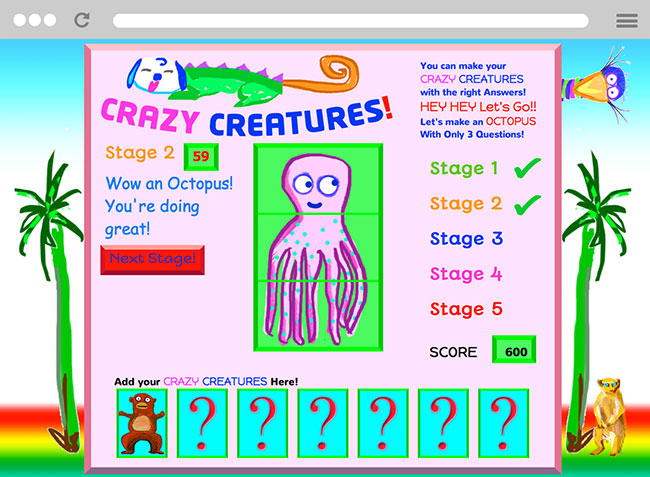 CRAZY CREATURES!
You can make your
CRAZY CREATURES
with the right Answers!
HEY HEY Let's Go!!
Let's make an OCTOPUS
With Only 3 Questions!
Stage 2 59
Wow an Octopus!
You're doing
great!
Next Stage!
Stage 1
Stage 2
Stage 3
Stage 4
Stage 5
SCORE 600
Add your CRAZY CREATURES Here!
? ? ? ? ? ?